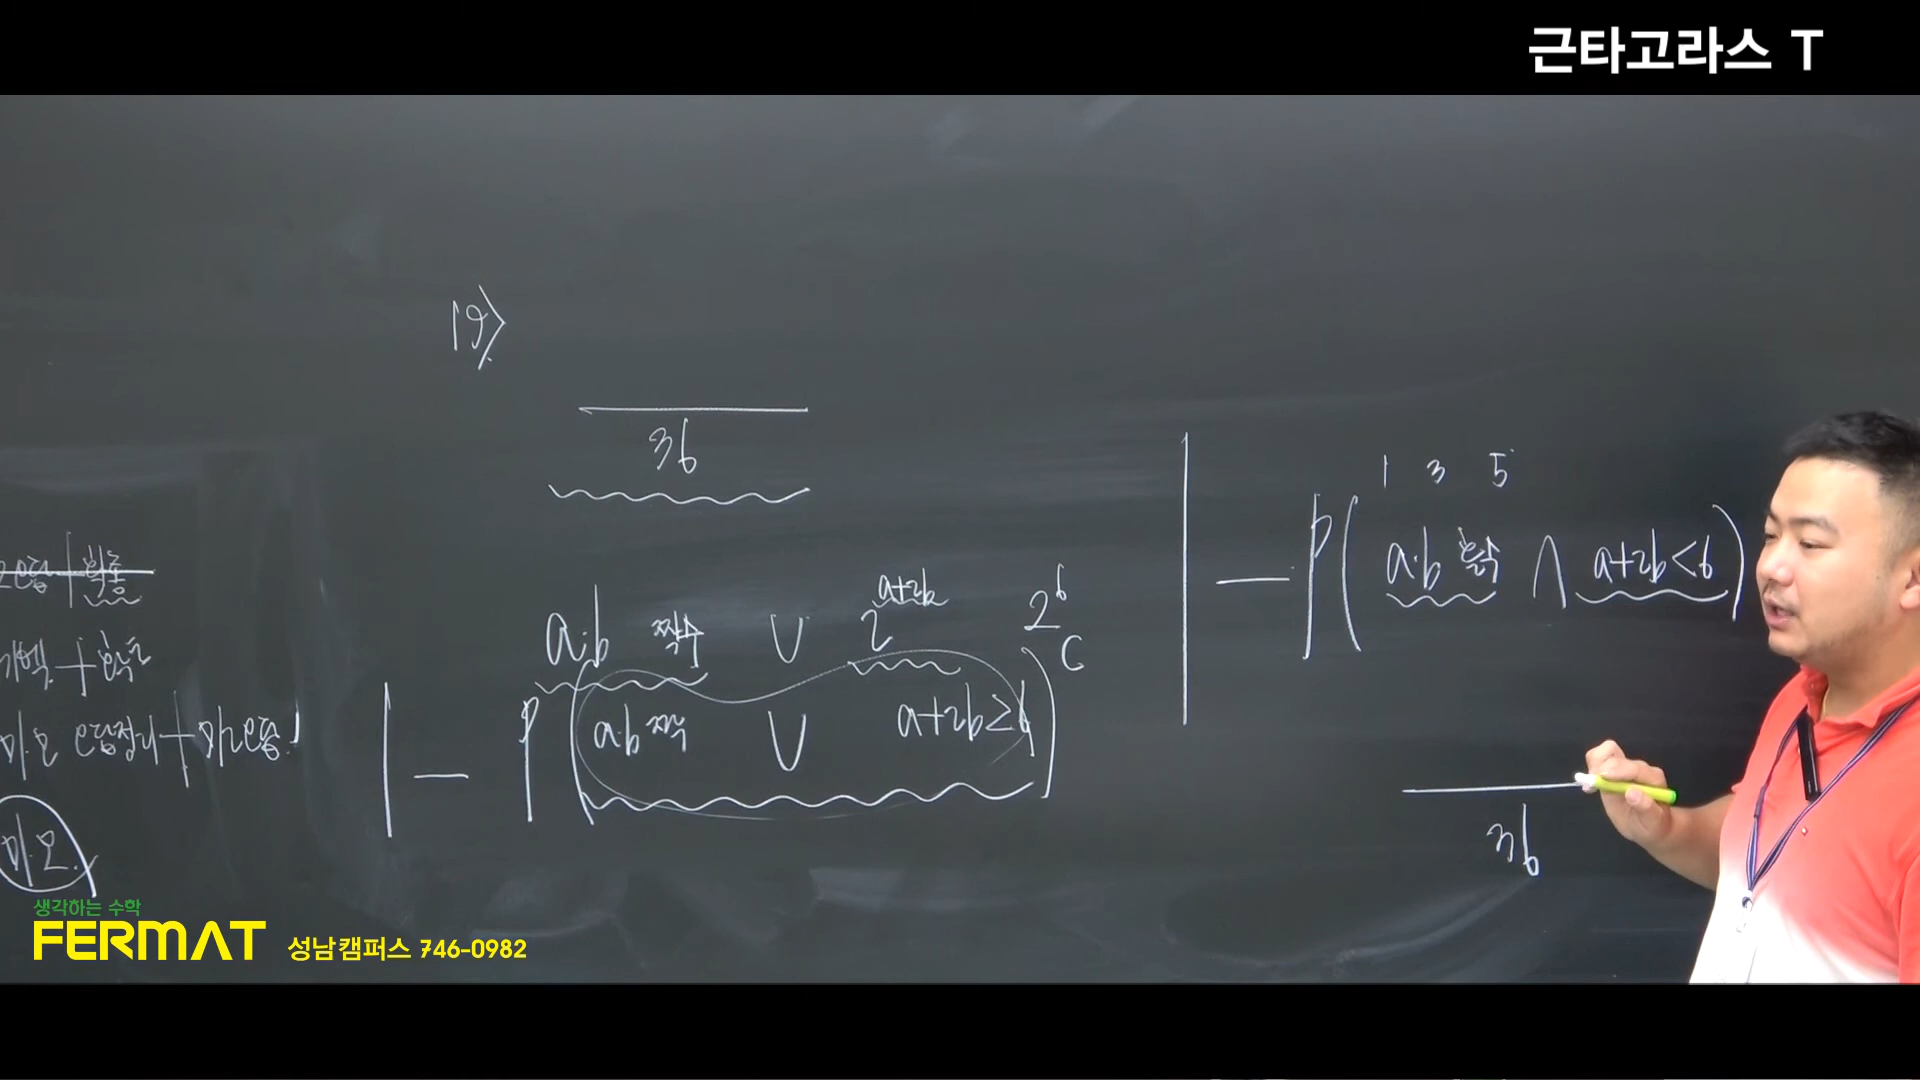 근타고라스 T
19>
36
a·b 짝수 ∨ 2^(a+2b) 2^6
1 - P(ab 짝 ∨ a+2b≥6)^C
1 3 5
1 - P(a·b 홀수 ∧ a+2b<6)
36
생각하는 수학
FERMAT 성남캠퍼스 746-0982